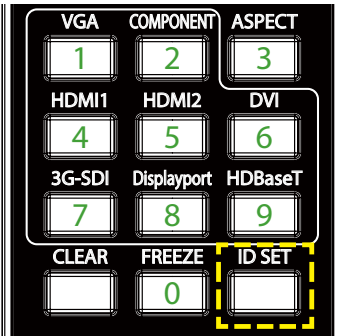 VGA COMPONENT ASPECT
1 2 3
HDMI1 HDMI2 DVI
4 5 6
3G-SDI Displayport HDBaseT
7 8 9
CLEAR FREEZE ID SET
0